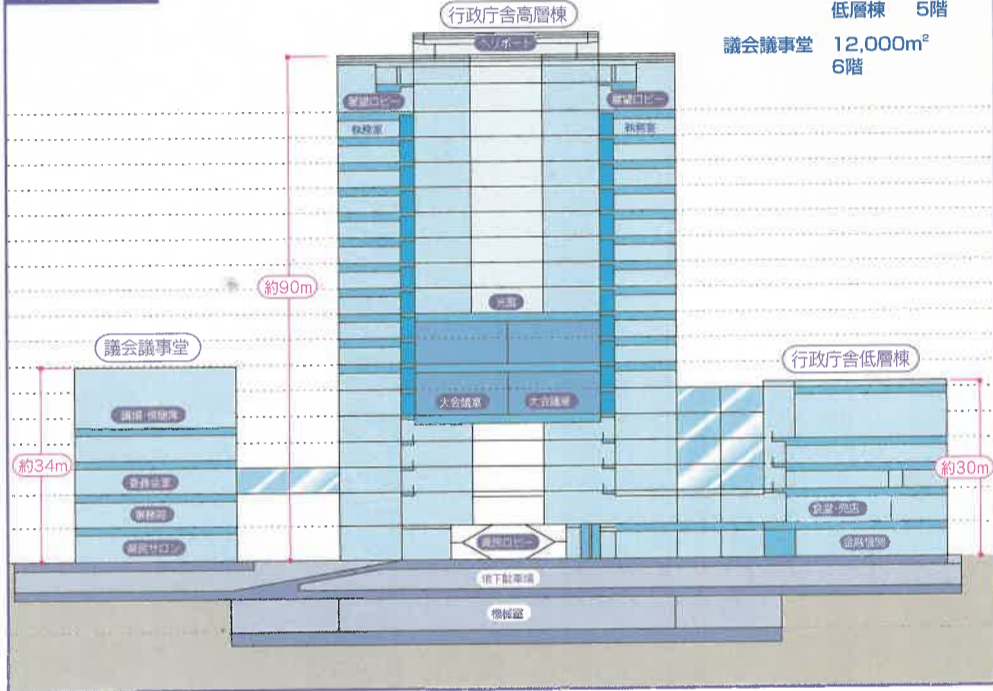 低層棟 5階
議会議事堂 12,000m²
6階
行政庁舎高層棟
ヘリポート
展望ロビー
展望ロビー
執務室
執務室
約90m
光庭
議会議事堂
行政庁舎低層棟
大会議室
大会議室
議場・傍聴席
約34m
約30m
委員会室
食堂・売店
事務局
県民ロビー
金融機関
県民サロン
地下駐車場
機械室